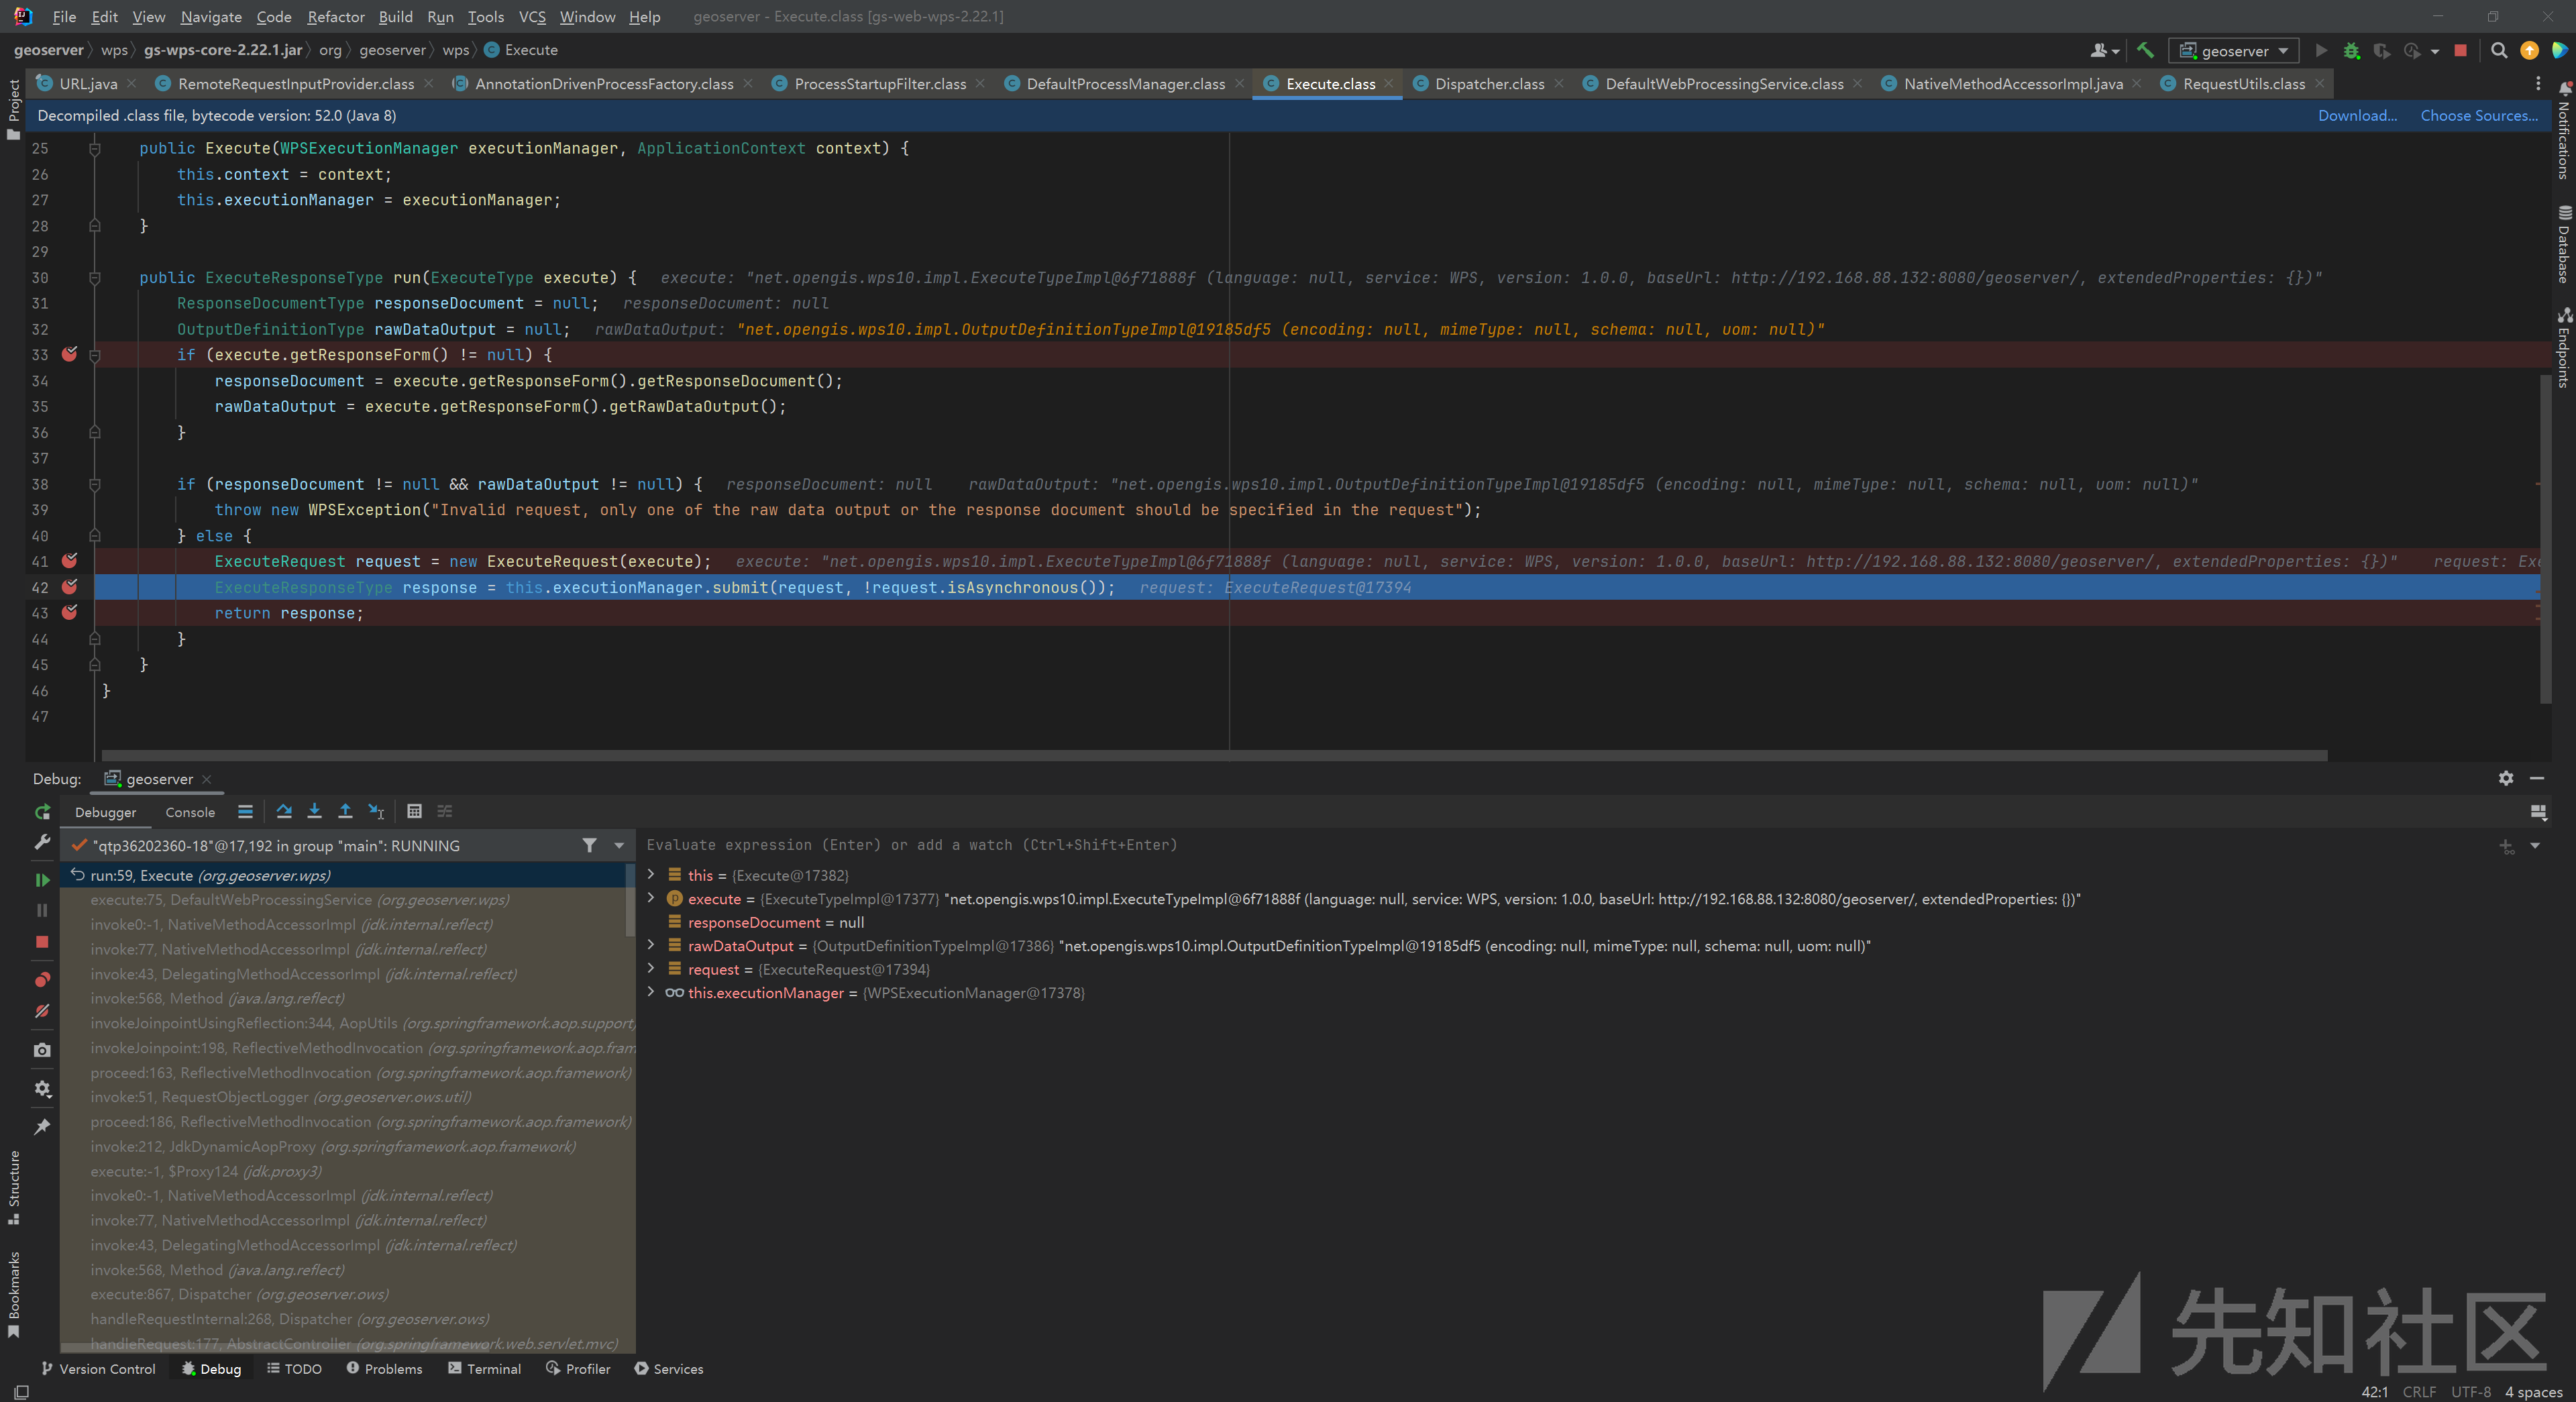 File Edit View Navigate Code Refactor Build Run Tools VCS Window Help geoserver - Execute.class [gs-web-wps-2.22.1]
geoserver wps gs-wps-core-2.22.1.jar org geoserver wps Execute geoserver
URL.java RemoteRequestInputProvider.class AnnotationDrivenProcessFactory.class ProcessStartupFilter.class DefaultProcessManager.class Execute.class Dispatcher.class DefaultWebProcessingService.class NativeMethodAccessorImpl.java RequestUtils.class
Decompiled .class file, bytecode version: 52.0 (Java 8) Download... Choose Sources...
25 public Execute(WPSExecutionManager executionManager, ApplicationContext context) {
26 this.context = context;
27 this.executionManager = executionManager;
28 }
29
30 public ExecuteResponseType run(ExecuteType execute) { execute: "net.opengis.wps10.impl.ExecuteTypeImpl@6f71888f (language: null, service: WPS, version: 1.0.0, baseUrl: http://192.168.88.132:8080/geoserver/, extendedProperties: {})"
31 ResponseDocumentType responseDocument = null; responseDocument: null
32 OutputDefinitionType rawDataOutput = null; rawDataOutput: "net.opengis.wps10.impl.OutputDefinitionTypeImpl@19185df5 (encoding: null, mimeType: null, schema: null, uom: null)"
33 if (execute.getResponseForm() != null) {
34 responseDocument = execute.getResponseForm().getResponseDocument();
35 rawDataOutput = execute.getResponseForm().getRawDataOutput();
36 }
37
38 if (responseDocument != null && rawDataOutput != null) { responseDocument: null rawDataOutput: "net.opengis.wps10.impl.OutputDefinitionTypeImpl@19185df5 (encoding: null, mimeType: null, schema: null, uom: null)"
39 throw new WPSException("Invalid request, only one of the raw data output or the response document should be specified in the request");
40 } else {
41 ExecuteRequest request = new ExecuteRequest(execute); execute: "net.opengis.wps10.impl.ExecuteTypeImpl@6f71888f (language: null, service: WPS, version: 1.0.0, baseUrl: http://192.168.88.132:8080/geoserver/, extendedProperties: {})" request: Exe
42 ExecuteResponseType response = this.executionManager.submit(request, !request.isAsynchronous()); request: ExecuteRequest@17394
43 return response;
44 }
45 }
46 }
47
Debug: geoserver
Debugger Console
"qtp36202360-18"@17,192 in group "main": RUNNING
run:59, Execute (org.geoserver.wps)
execute:75, DefaultWebProcessingService (org.geoserver.wps)
invoke0:-1, NativeMethodAccessorImpl (jdk.internal.reflect)
invoke:77, NativeMethodAccessorImpl (jdk.internal.reflect)
invoke:43, DelegatingMethodAccessorImpl (jdk.internal.reflect)
invoke:568, Method (java.lang.reflect)
invokeJoinpointUsingReflection:344, AopUtils (org.springframework.aop.support)
invokeJoinpoint:198, ReflectiveMethodInvocation (org.springframework.aop.fram
proceed:163, ReflectiveMethodInvocation (org.springframework.aop.framework)
invoke:51, RequestObjectLogger (org.geoserver.ows.util)
proceed:186, ReflectiveMethodInvocation (org.springframework.aop.framework)
invoke:212, JdkDynamicAopProxy (org.springframework.aop.framework)
execute:-1, $Proxy124 (jdk.proxy3)
invoke0:-1, NativeMethodAccessorImpl (jdk.internal.reflect)
invoke:77, NativeMethodAccessorImpl (jdk.internal.reflect)
invoke:43, DelegatingMethodAccessorImpl (jdk.internal.reflect)
invoke:568, Method (java.lang.reflect)
execute:867, Dispatcher (org.geoserver.ows)
handleRequestInternal:268, Dispatcher (org.geoserver.ows)
handleRequest:177, AbstractController (org.springframework.web.servlet.mvc)
Evaluate expression (Enter) or add a watch (Ctrl+Shift+Enter)
this = {Execute@17382}
execute = {ExecuteTypeImpl@17377} "net.opengis.wps10.impl.ExecuteTypeImpl@6f71888f (language: null, service: WPS, version: 1.0.0, baseUrl: http://192.168.88.132:8080/geoserver/, extendedProperties: {})"
responseDocument = null
rawDataOutput = {OutputDefinitionTypeImpl@17386} "net.opengis.wps10.impl.OutputDefinitionTypeImpl@19185df5 (encoding: null, mimeType: null, schema: null, uom: null)"
request = {ExecuteRequest@17394}
this.executionManager = {WPSExecutionManager@17378}
Project
Structure
Bookmarks
Notifications
Database
Endpoints
Version Control Debug TODO Problems Terminal Profiler Services
先知社区
42:1 CRLF UTF-8 4 spaces